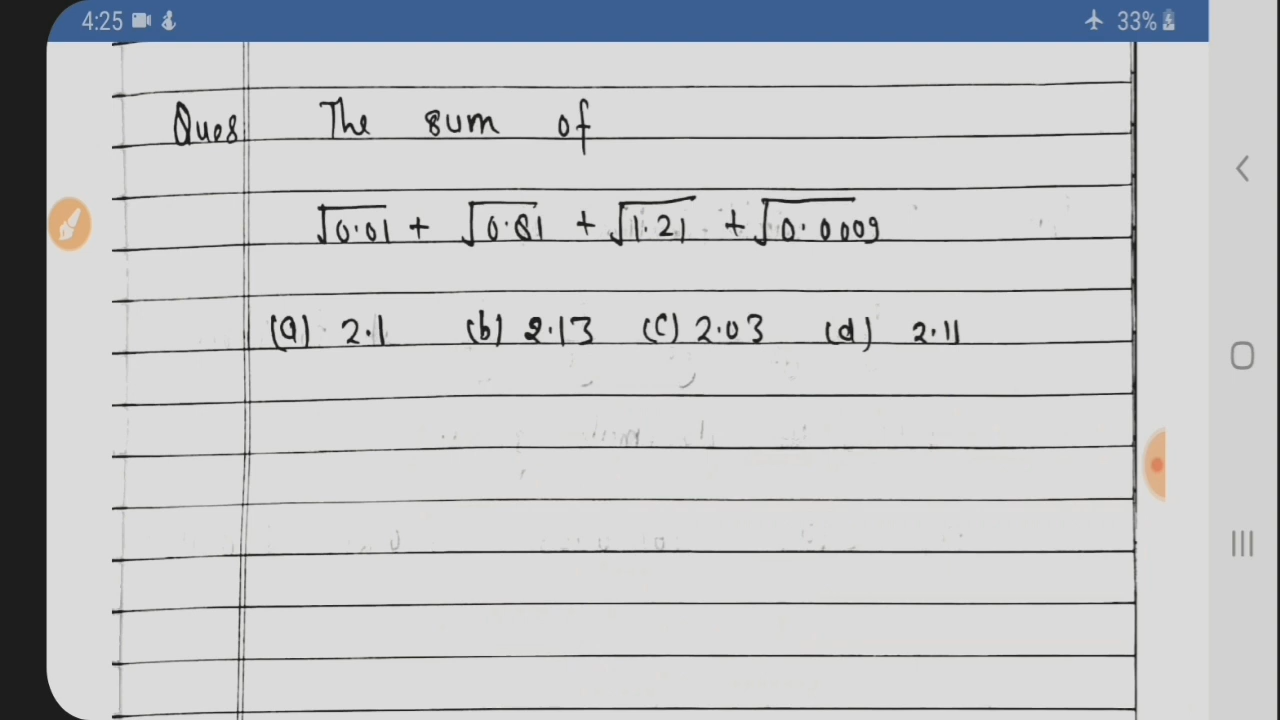 4:25 33%
Ques The sum of
√0.01 + √0.81 + √1.21 + √0.0009
(a) 2.1 (b) 2.13 (c) 2.03 (d) 2.11